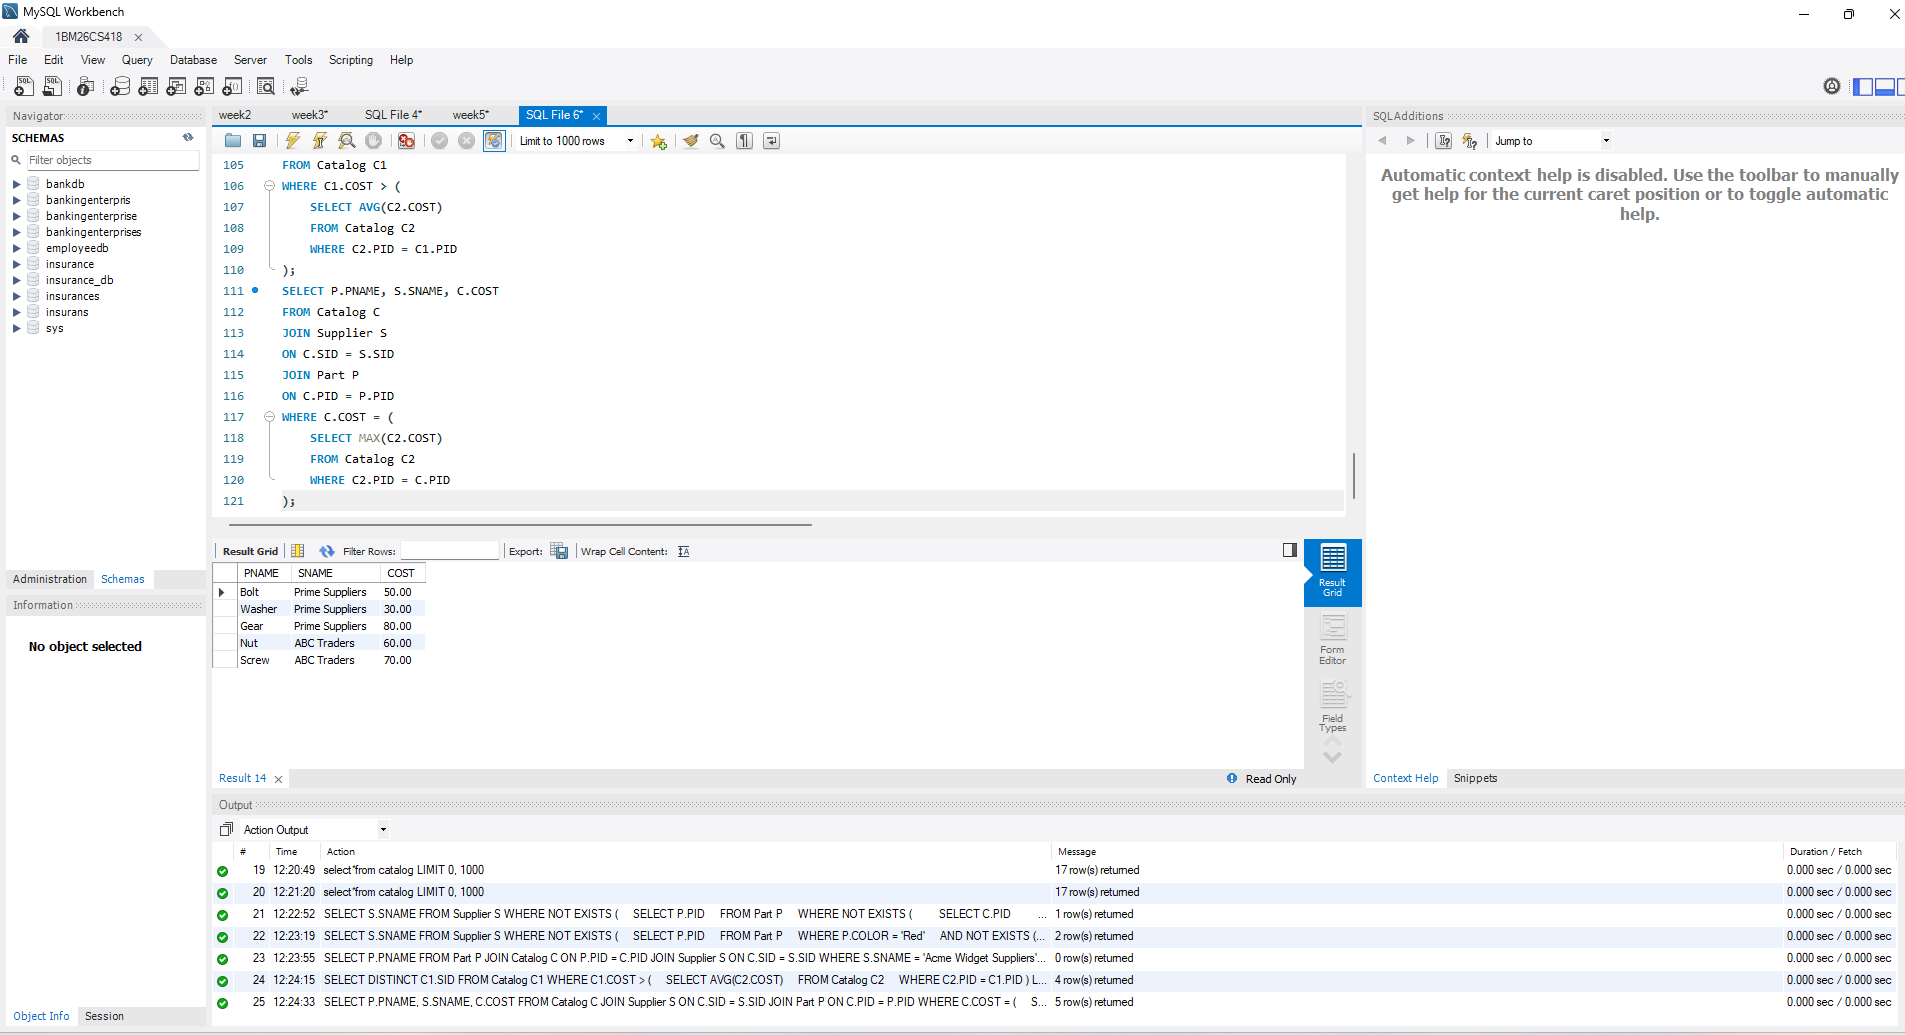 MySQL Workbench
1BM26CS418
File Edit View Query Database Server Tools Scripting Help
Navigator
SCHEMAS
Filter objects
bankdb
bankingenterpris
bankingenterprise
bankingenterprises
employeedb
insurance
insurance_db
insurances
insurans
sys
Administration Schemas
Information
No object selected
Object Info Session
week2 week3* SQL File 4* week5* SQL File 6*
Limit to 1000 rows
105 FROM Catalog C1
106 WHERE C1.COST > (
107 SELECT AVG(C2.COST)
108 FROM Catalog C2
109 WHERE C2.PID = C1.PID
110 );
111 SELECT P.PNAME, S.SNAME, C.COST
112 FROM Catalog C
113 JOIN Supplier S
114 ON C.SID = S.SID
115 JOIN Part P
116 ON C.PID = P.PID
117 WHERE C.COST = (
118 SELECT MAX(C2.COST)
119 FROM Catalog C2
120 WHERE C2.PID = C.PID
121 );
Result Grid Filter Rows: Export: Wrap Cell Content:
PNAME SNAME COST
Bolt Prime Suppliers 50.00
Washer Prime Suppliers 30.00
Gear Prime Suppliers 80.00
Nut ABC Traders 60.00
Screw ABC Traders 70.00
Result
Grid
Form
Editor
Field
Types
Result 14 Read Only
SQLAdditions
Jump to
Automatic context help is disabled. Use the toolbar to manually
get help for the current caret position or to toggle automatic
help.
Context Help Snippets
Output
Action Output
# Time Action Message Duration / Fetch
19 12:20:49 select*from catalog LIMIT 0, 1000 17 row(s) returned 0.000 sec / 0.000 sec
20 12:21:20 select*from catalog LIMIT 0, 1000 17 row(s) returned 0.000 sec / 0.000 sec
21 12:22:52 SELECT S.SNAME FROM Supplier S WHERE NOT EXISTS ( SELECT P.PID FROM Part P WHERE NOT EXISTS ( SELECT C.PID ... 1 row(s) returned 0.000 sec / 0.000 sec
22 12:23:19 SELECT S.SNAME FROM Supplier S WHERE NOT EXISTS ( SELECT P.PID FROM Part P WHERE P.COLOR = 'Red' AND NOT EXISTS (... 2 row(s) returned 0.000 sec / 0.000 sec
23 12:23:55 SELECT P.PNAME FROM Part P JOIN Catalog C ON P.PID = C.PID JOIN Supplier S ON C.SID = S.SID WHERE S.SNAME = 'Acme Widget Suppliers'... 0 row(s) returned 0.000 sec / 0.000 sec
24 12:24:15 SELECT DISTINCT C1.SID FROM Catalog C1 WHERE C1.COST > ( SELECT AVG(C2.COST) FROM Catalog C2 WHERE C2.PID = C1.PID ) L... 4 row(s) returned 0.000 sec / 0.000 sec
25 12:24:33 SELECT P.PNAME, S.SNAME, C.COST FROM Catalog C JOIN Supplier S ON C.SID = S.SID JOIN Part P ON C.PID = P.PID WHERE C.COST = ( S... 5 row(s) returned 0.000 sec / 0.000 sec